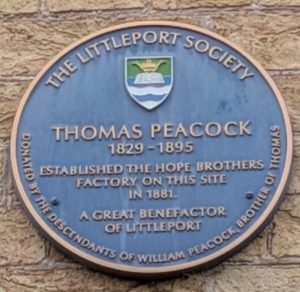 THE LITTLEPORT SOCIETY
THOMAS PEACOCK
1829 - 1895
ESTABLISHED THE HOPE BROTHERS
FACTORY ON THIS SITE
IN 1881.
A GREAT BENEFACTOR
OF LITTLEPORT
DONATED BY THE DESCENDANTS OF WILLIAM PEACOCK, BROTHER OF THOMAS